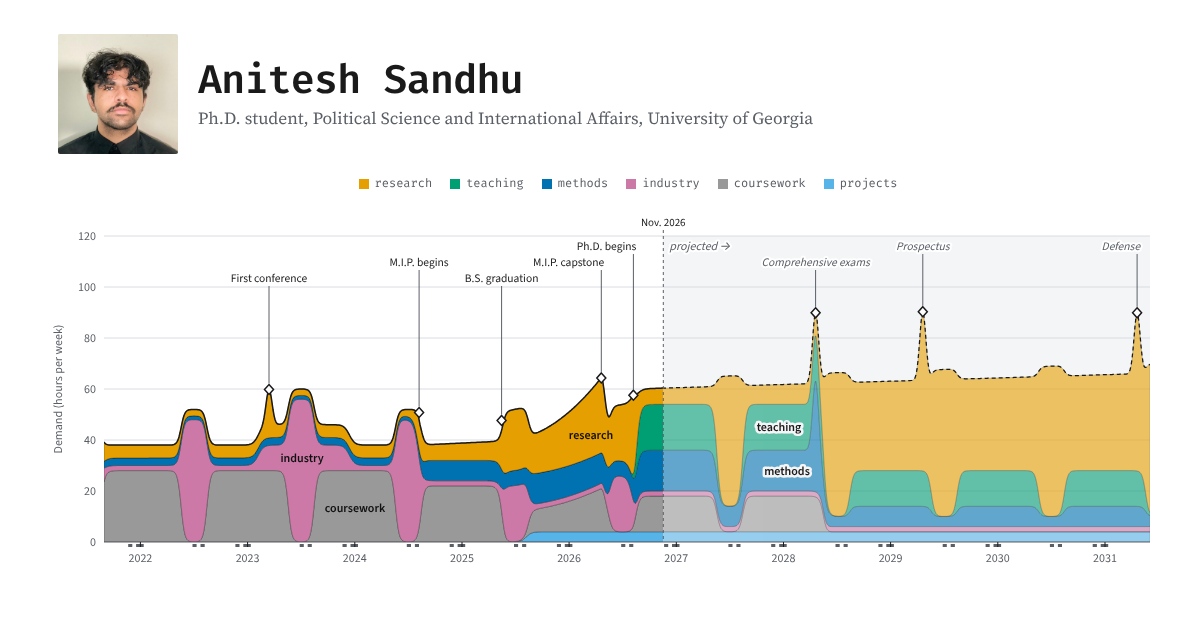 Anitesh Sandhu
Ph.D. student, Political Science and International Affairs, University of Georgia
research teaching methods industry coursework projects
Nov. 2026
120
Ph.D. begins
projected →
Prospectus
Defense
M.I.P. begins
M.I.P. capstone
Comprehensive exams
First conference
B.S. graduation
100
80
60
40
20
0
Demand (hours per week)
research
teaching
industry
methods
coursework
2022 2023 2024 2025 2026 2027 2028 2029 2030 2031